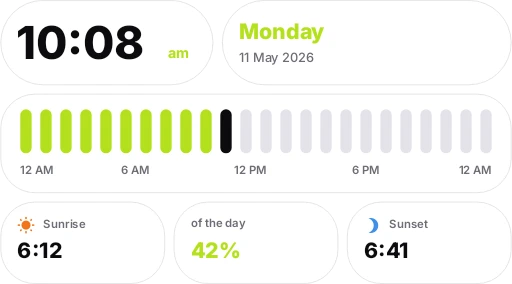 10:08 am
Monday
11 May 2026
12 AM 6 AM 12 PM 6 PM 12 AM
Sunrise
6:12
of the day
42%
Sunset
6:41